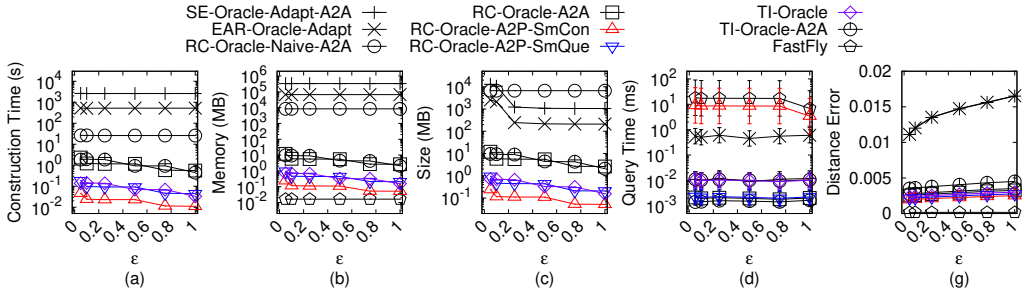 SE-Oracle-Adapt-A2A RC-Oracle-A2A TI-Oracle
EAR-Oracle-Adapt RC-Oracle-A2P-SmCon TI-Oracle-A2A
RC-Oracle-Naive-A2A RC-Oracle-A2P-SmQue FastFly
Construction Time (s)
10^4
10^3
10^2
10^1
10^0
10^-1
10^-2
0 0.2 0.4 0.6 0.8 1
ε
(a)
Memory (MB)
10^6
10^5
10^4
10^3
10^2
10^1
10^0
10^-1
10^-2
0 0.2 0.4 0.6 0.8 1
ε
(b)
Size (MB)
10^4
10^3
10^2
10^1
10^0
10^-1
0 0.2 0.4 0.6 0.8 1
ε
(c)
Query Time (ms)
10^2
10^1
10^0
10^-1
10^-2
10^-3
0 0.2 0.4 0.6 0.8 1
ε
(d)
Distance Error
0.02
0.015
0.01
0.005
0
0 0.2 0.4 0.6 0.8 1
ε
(g)